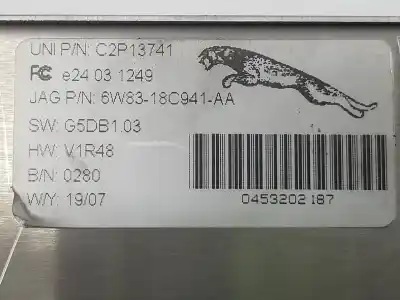 UNI P/N: C2P13741
FC e24 03 1249
JAG P/N: 6W83-18C941-AA
SW: G5DB1.03
HW: V1R48
B/N: 0280
W/Y: 19/07
0453202187